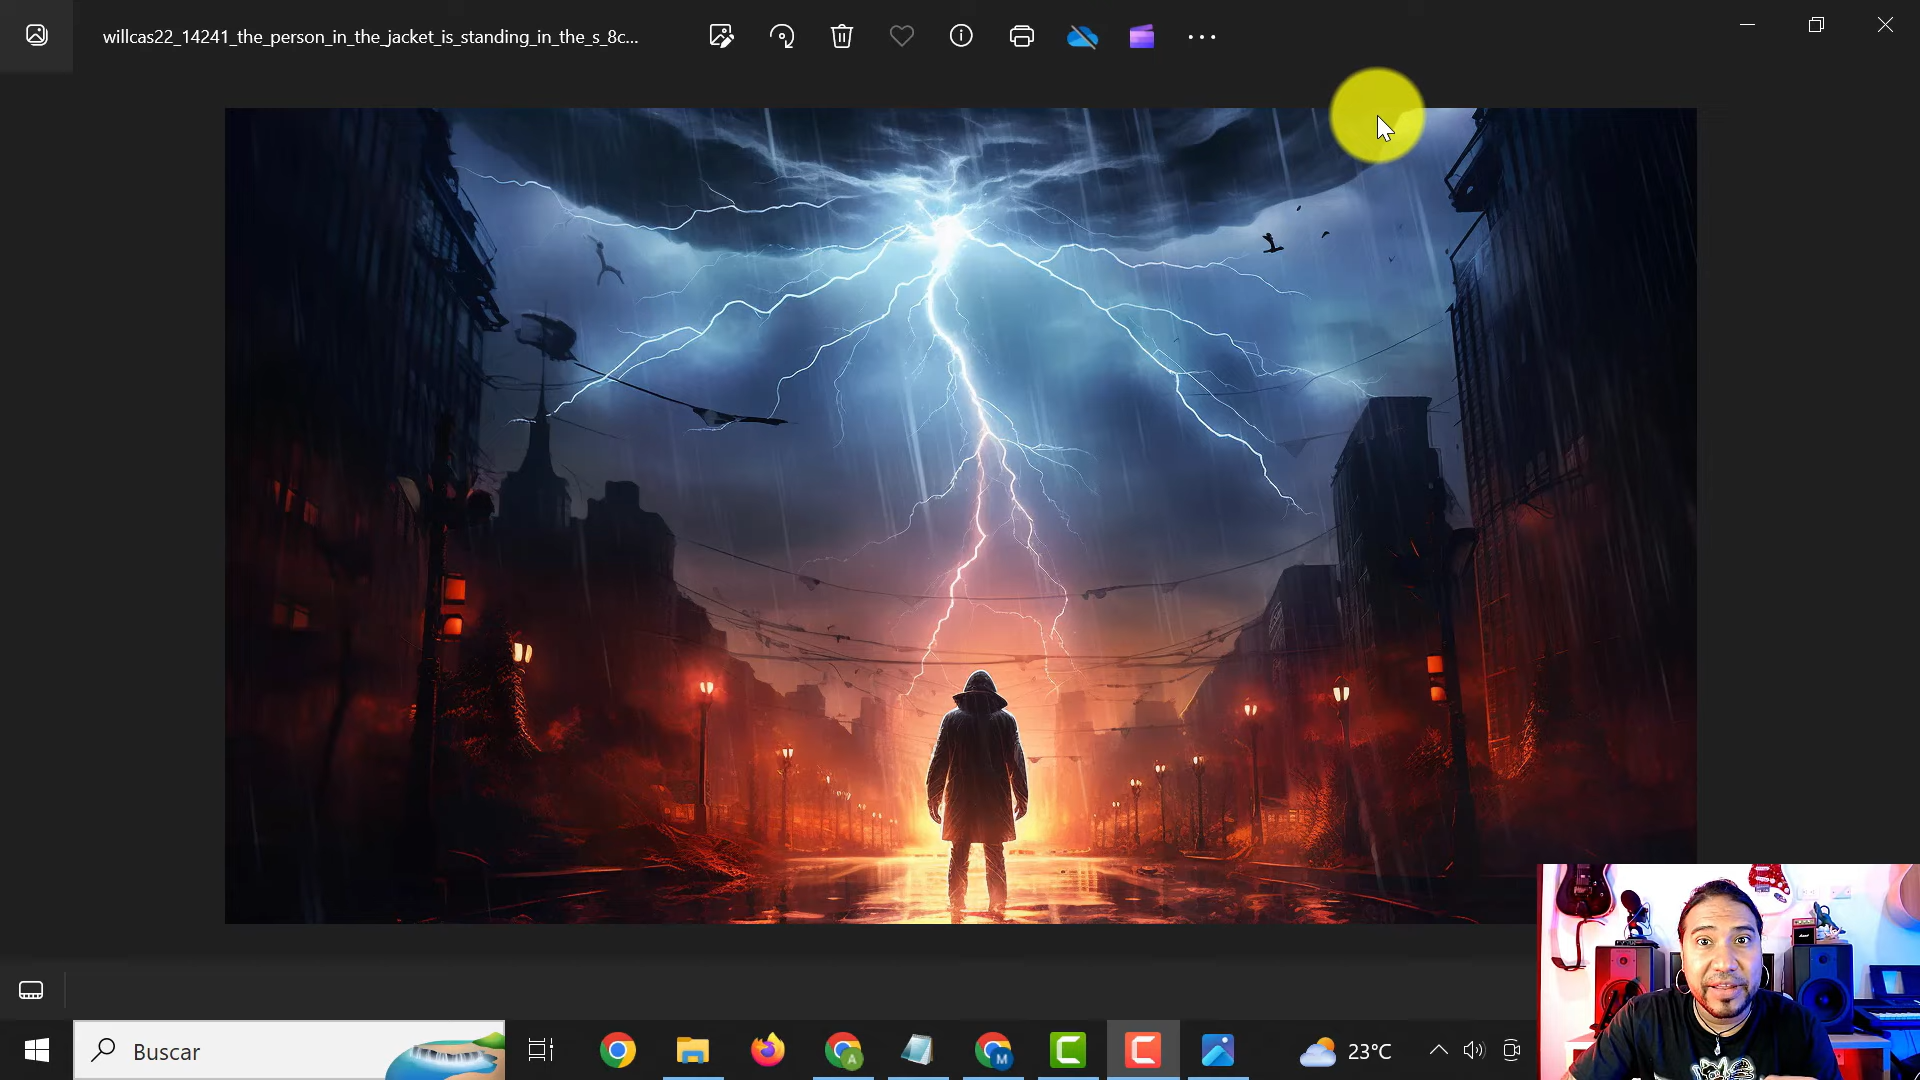 willcas22_14241_the_person_in_the_jacket_is_standing_in_the_s_8c...
Buscar
A
M
23°C